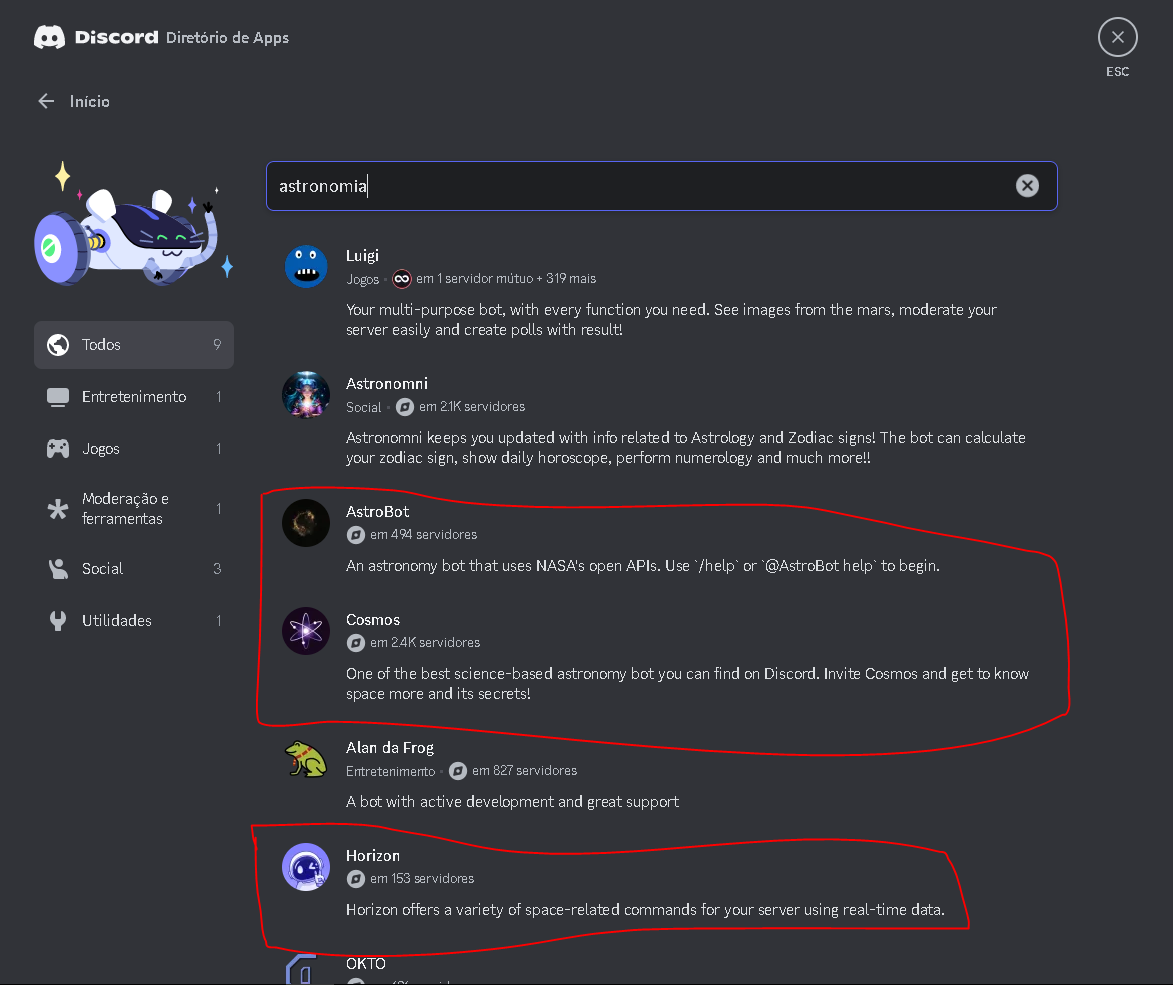 Discord Diretório de Apps
ESC
Início
astronomia
Todos 9
Entretenimento 1
Jogos 1
Moderação e
ferramentas 1
Social 3
Utilidades 1
Luigi
Jogos • em 1 servidor mútuo + 319 mais
Your multi-purpose bot, with every function you need. See images from the mars, moderate your
server easily and create polls with result!
Astronomni
Social • em 2.1K servidores
Astronomni keeps you updated with info related to Astrology and Zodiac signs! The bot can calculate
your zodiac sign, show daily horoscope, perform numerology and much more!!
AstroBot
em 494 servidores
An astronomy bot that uses NASA's open APIs. Use `/help` or `@AstroBot help` to begin.
Cosmos
em 2.4K servidores
One of the best science-based astronomy bot you can find on Discord. Invite Cosmos and get to know
space more and its secrets!
Alan da Frog
Entretenimento • em 827 servidores
A bot with active development and great support
Horizon
em 153 servidores
Horizon offers a variety of space-related commands for your server using real-time data.
OKTO